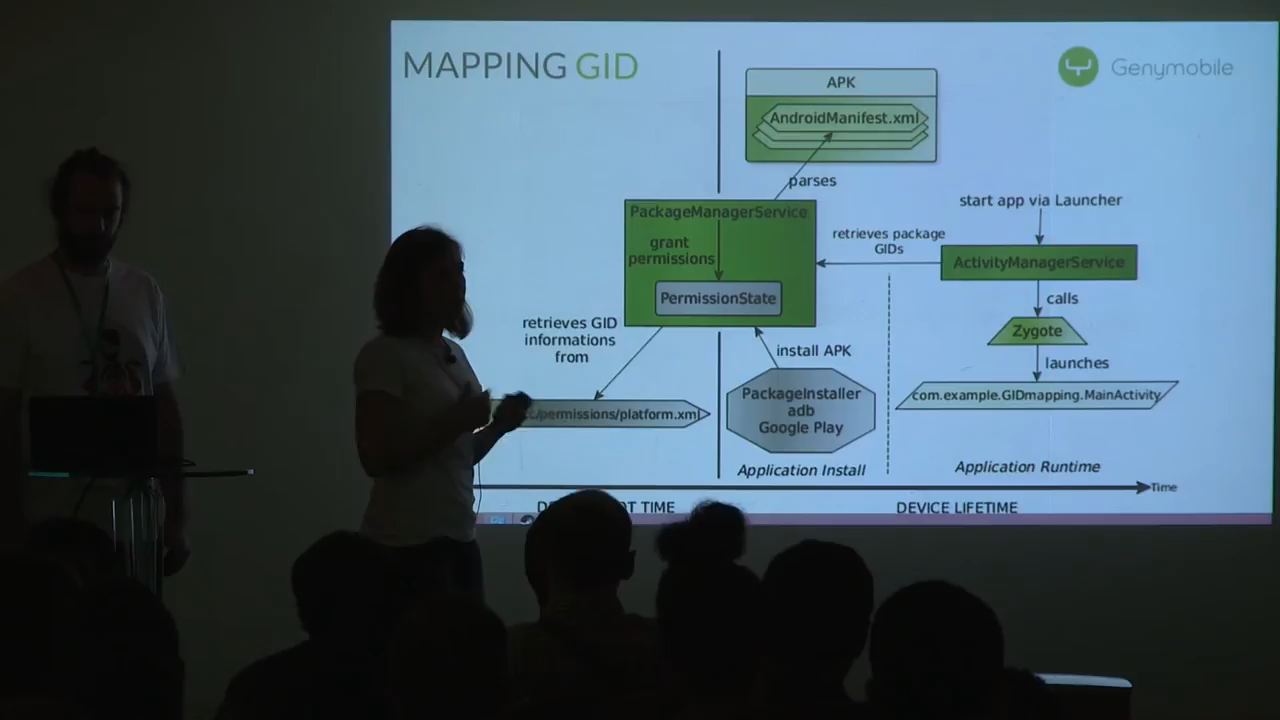 MAPPING GID
Genymobile
APK
AndroidManifest.xml
parses
PackageManagerService
grant
permissions
PermissionState
retrieves package
GIDs
start app via Launcher
ActivityManagerService
calls
Zygote
launches
com.example.GIDmapping.MainActivity
retrieves GID
informations
from
/permissions/platform.xml
install APK
PackageInstaller
adb
Google Play
Application Install
Application Runtime
Time
TIME
DEVICE LIFETIME